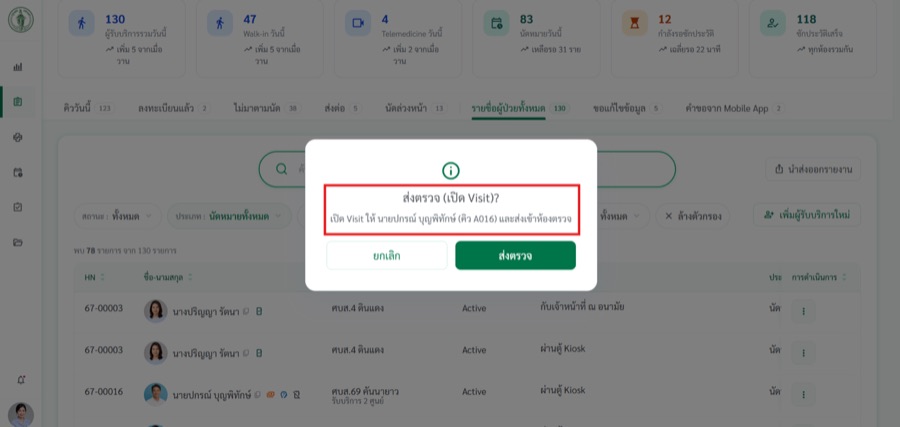 130
ผู้รับบริการรวมวันนี้
เพิ่ม 5 จากเมื่อวาน
47
Walk-in วันนี้
เพิ่ม 5 จากเมื่อวาน
4
Telemedicine วันนี้
เพิ่ม 2 จากเมื่อวาน
83
นัดหมายวันนี้
เหลือรอ 31 ราย
12
กำลังรอซักประวัติ
เฉลี่ยรอ 22 นาที
118
ซักประวัติเสร็จ
ทุกห้องรวมกัน
คิววันนี้ 123 ลงทะเบียนแล้ว 2 ไม่มาตามนัด 38 ส่งต่อ 5 นัดล่วงหน้า 13 รายชื่อผู้ป่วยทั้งหมด 130 ขอแก้ไขข้อมูล 5 คำขอจาก Mobile App 2
นำส่งออกรายงาน
ส่งตรวจ (เปิด Visit)?
เปิด Visit ให้ นายปกรณ์ บุญพิทักษ์ (คิว A016) และส่งเข้าห้องตรวจ
ยกเลิก ส่งตรวจ
สถานะ : ทั้งหมด ประเภท : นัดหมายทั้งหมด ทั้งหมด ล้างตัวกรอง เพิ่มผู้รับบริการใหม่
พบ 78 รายการ จาก 130 รายการ
HN ชื่อ-นามสกุล ประ การดำเนินการ
67-00003 นางปริญญา รัตนา ศบส.4 ดินแดง Active กับเจ้าหน้าที่ ณ อนามัย นัด
67-00003 นางปริญญา รัตนา ศบส.4 ดินแดง Active ผ่านตู้ Kiosk นัด
67-00016 นายปกรณ์ บุญพิทักษ์ ศบส.69 คันนายาว Active ผ่านตู้ Kiosk นัด
รับบริการ 2 ศูนย์